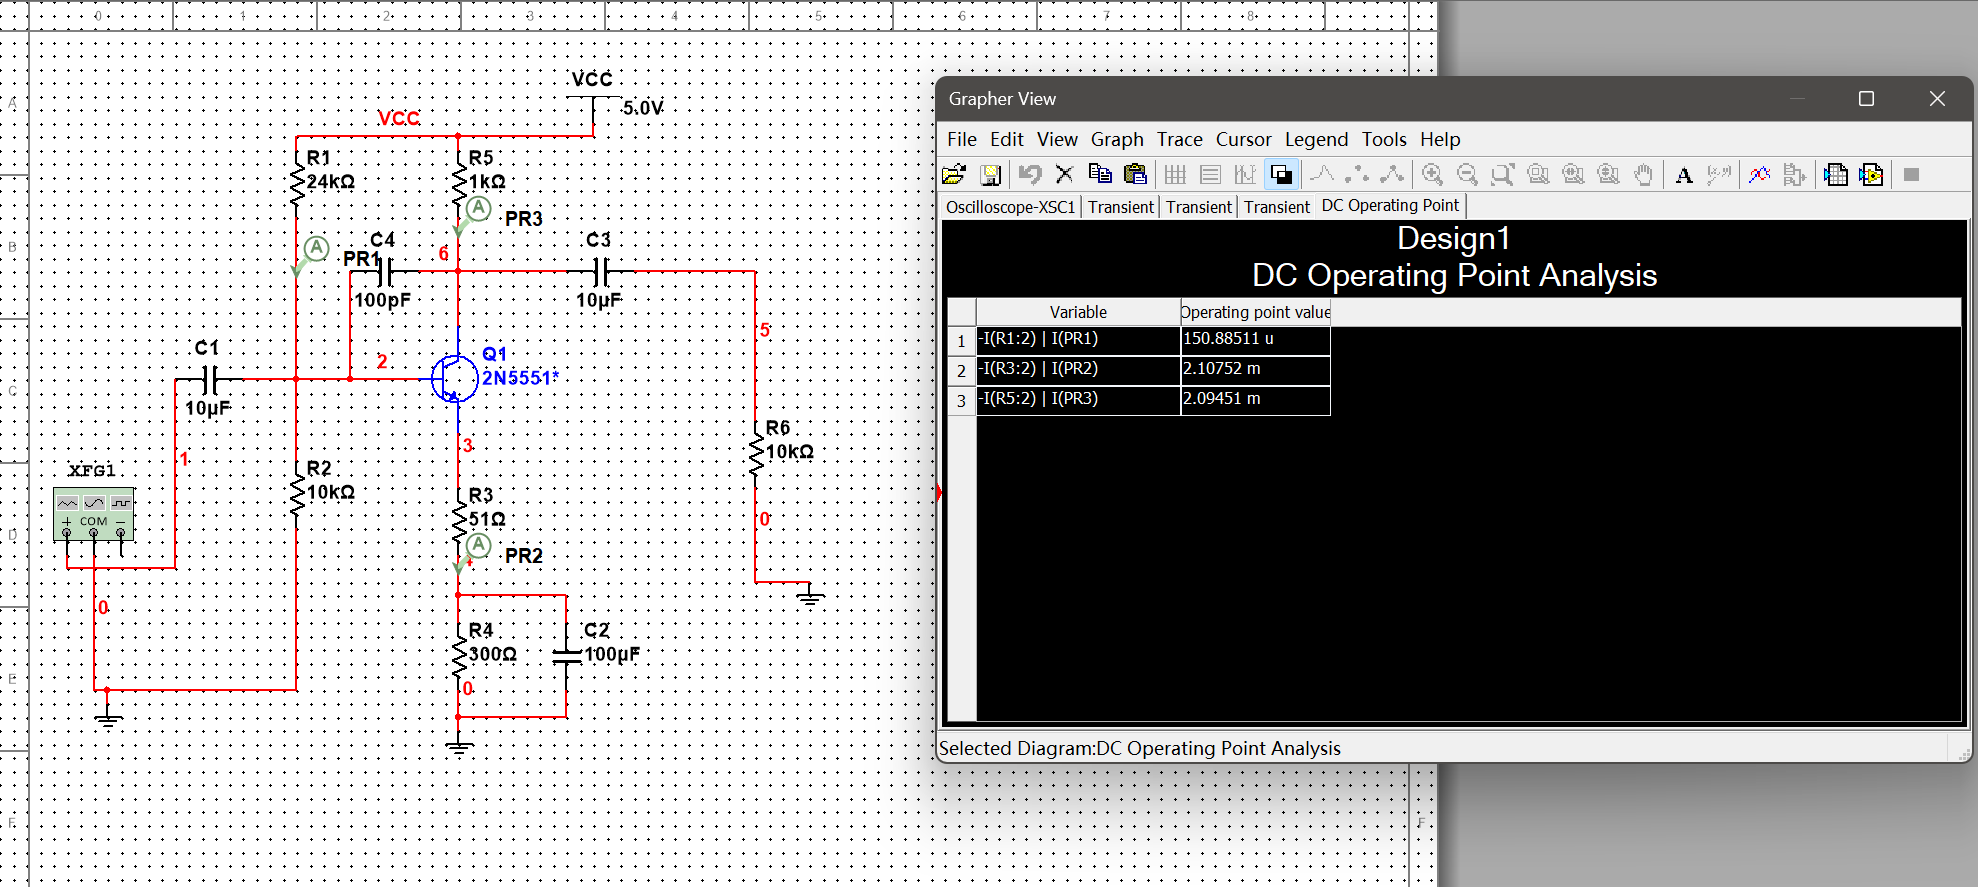 0 1 2 3 4 5 6 7 8
A
B
C
D
E
F
VCC
5.0V
VCC
R1
24kΩ
R5
1kΩ
A
PR3
A
PR1
C4
100pF
6
C3
10µF
5
C1
10µF
2
Q1
2N5551*
1
3
R6
10kΩ
R2
10kΩ
XFG1
+ COM −
R3
51Ω
A
PR2
4
0
0
R4
300Ω
C2
100µF
0
F
Grapher View
File Edit View Graph Trace Cursor Legend Tools Help
A
Oscilloscope-XSC1 Transient Transient Transient DC Operating Point
Design1
DC Operating Point Analysis
Variable Operating point value
1 -I(R1:2) | I(PR1) 150.88511 u
2 -I(R3:2) | I(PR2) 2.10752 m
3 -I(R5:2) | I(PR3) 2.09451 m
Selected Diagram:DC Operating Point Analysis